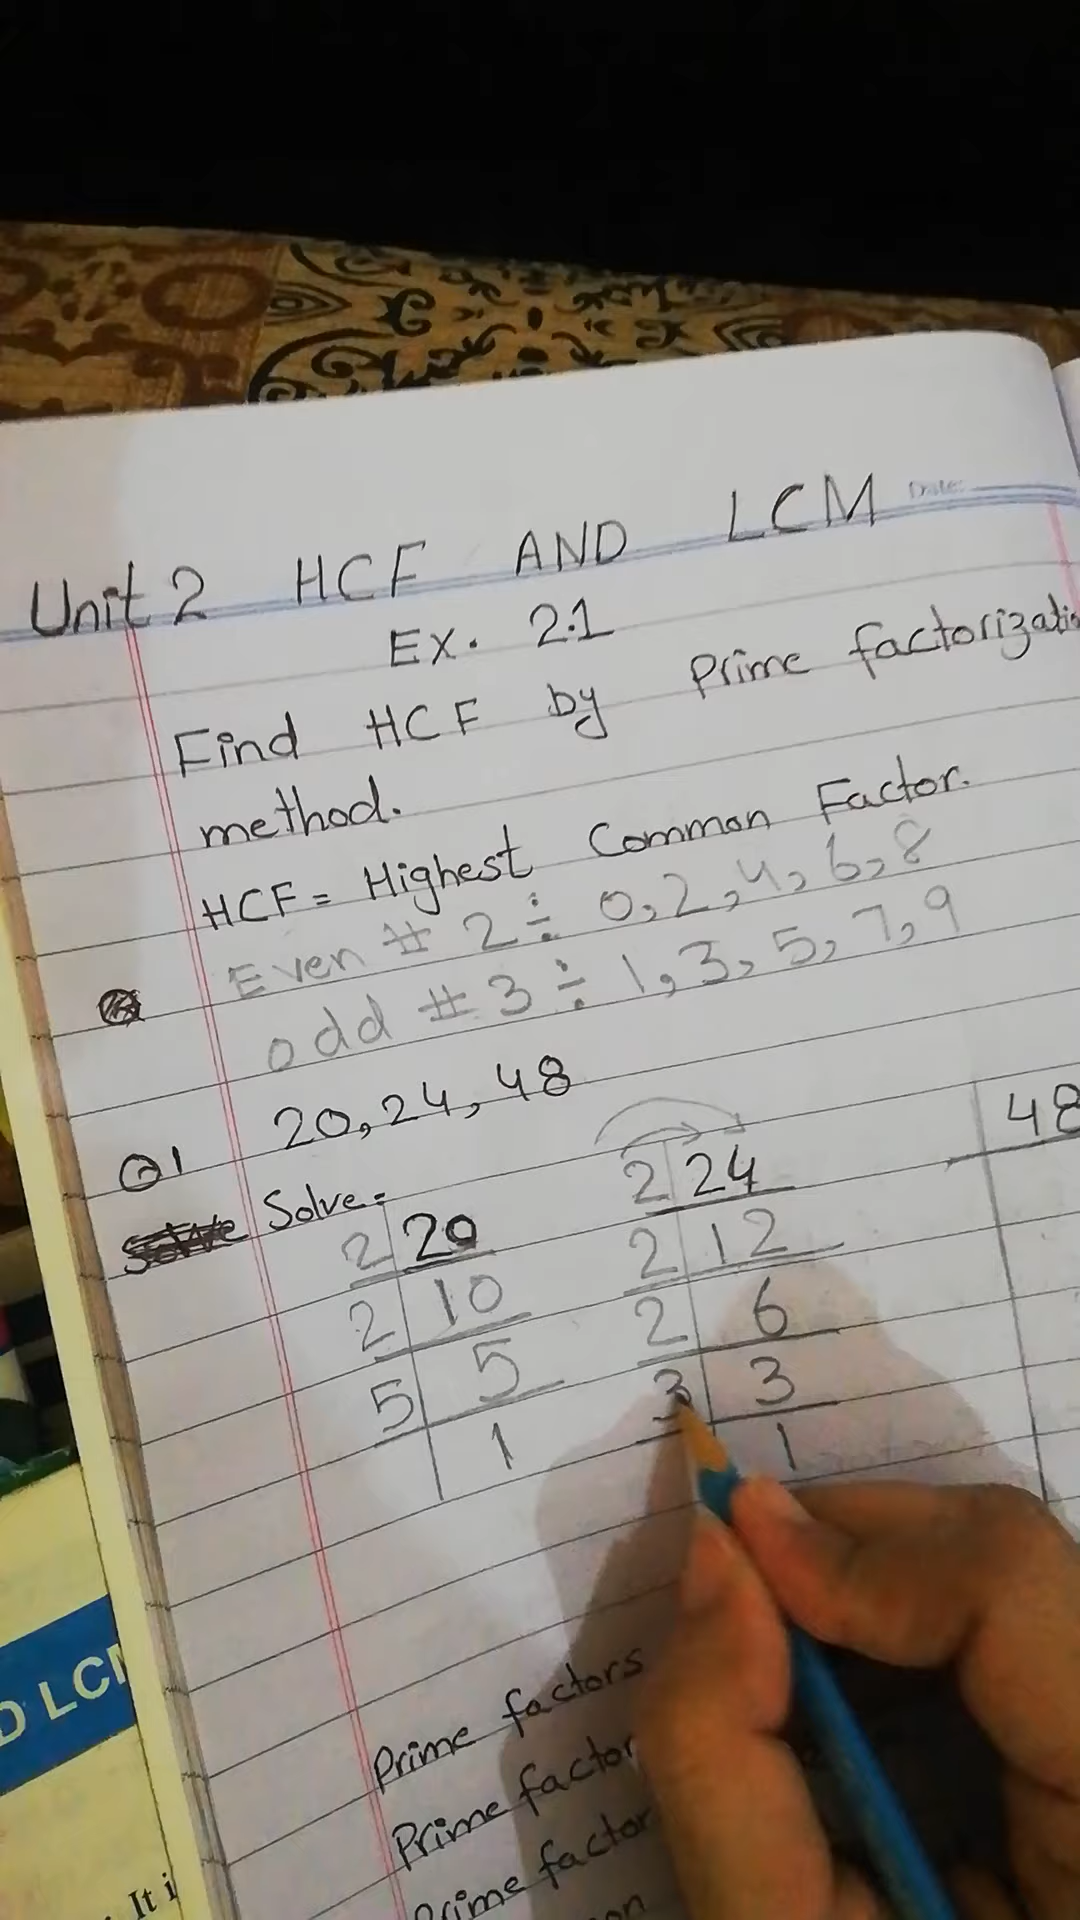 Date:
Unit 2 HCF AND LCM
EX. 2.1
Find HCF by Prime factorizatio
method.
HCF = Highest Common Factor.
Even # 2 ÷ 0, 2, 4, 6, 8
odd # 3 ÷ 1, 3, 5, 7, 9
Q1 20, 24, 48
Solve=
2 20
2 10
5 5
1
2 24
2 12
2 6
3 3
1
48
Prime factors
Prime factor
Prime factor
D LCM
It i